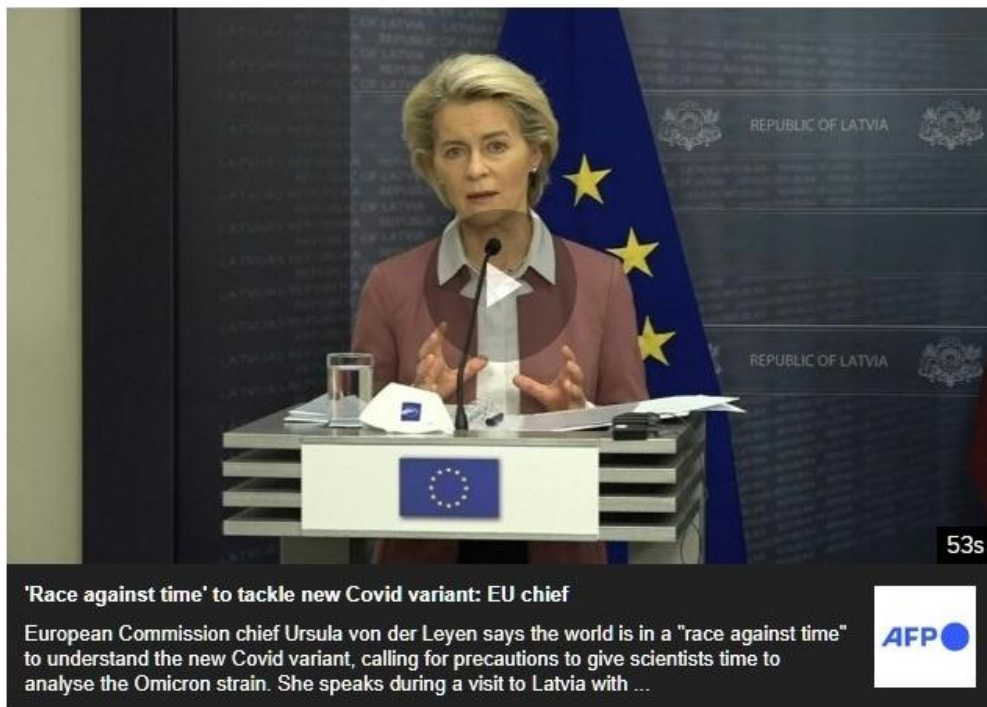 REPUBLIC OF LATVIA
REPUBLIC OF LATVIA
53s
'Race against time' to tackle new Covid variant: EU chief
European Commission chief Ursula von der Leyen says the world is in a "race against time"
to understand the new Covid variant, calling for precautions to give scientists time to
analyse the Omicron strain. She speaks during a visit to Latvia with ...
AFP